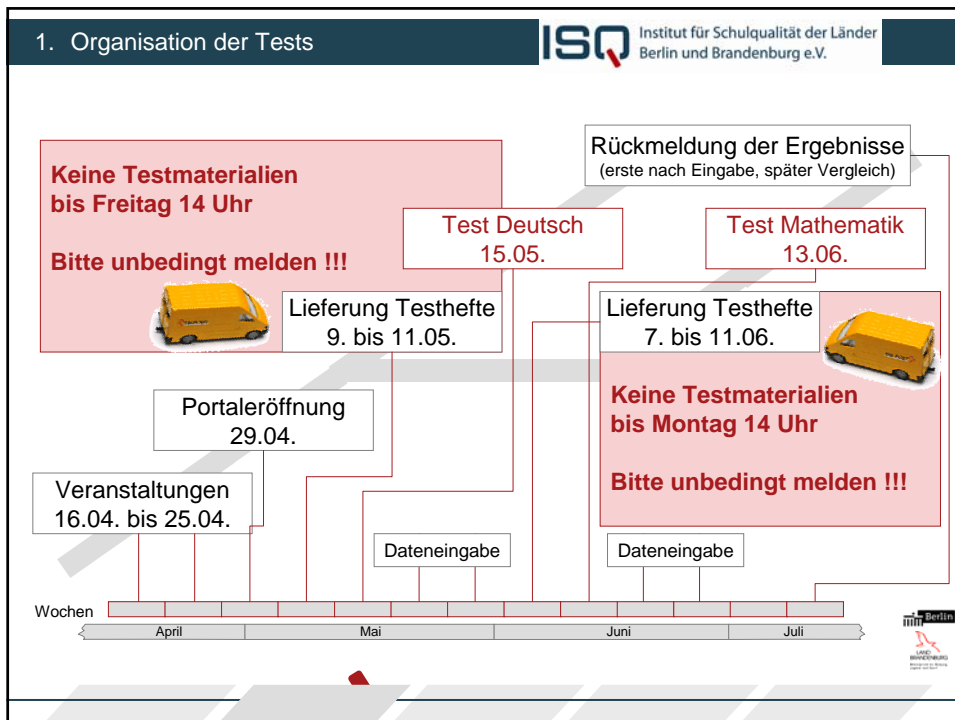 1. Organisation der Tests
ISQ
Institut für Schulqualität der Länder
Berlin und Brandenburg e.V.
Rückmeldung der Ergebnisse
(erste nach Eingabe, später Vergleich)
Keine Testmaterialien
bis Freitag 14 Uhr
Bitte unbedingt melden !!!
Test Deutsch
15.05.
Test Mathematik
13.06.
Lieferung Testhefte
9. bis 11.05.
Lieferung Testhefte
7. bis 11.06.
Keine Testmaterialien
bis Montag 14 Uhr
Bitte unbedingt melden !!!
Portaleröffnung
29.04.
Veranstaltungen
16.04. bis 25.04.
Dateneingabe
Dateneingabe
Wochen
April
Mai
Juni
Juli
Berlin
LAND
BRANDENBURG